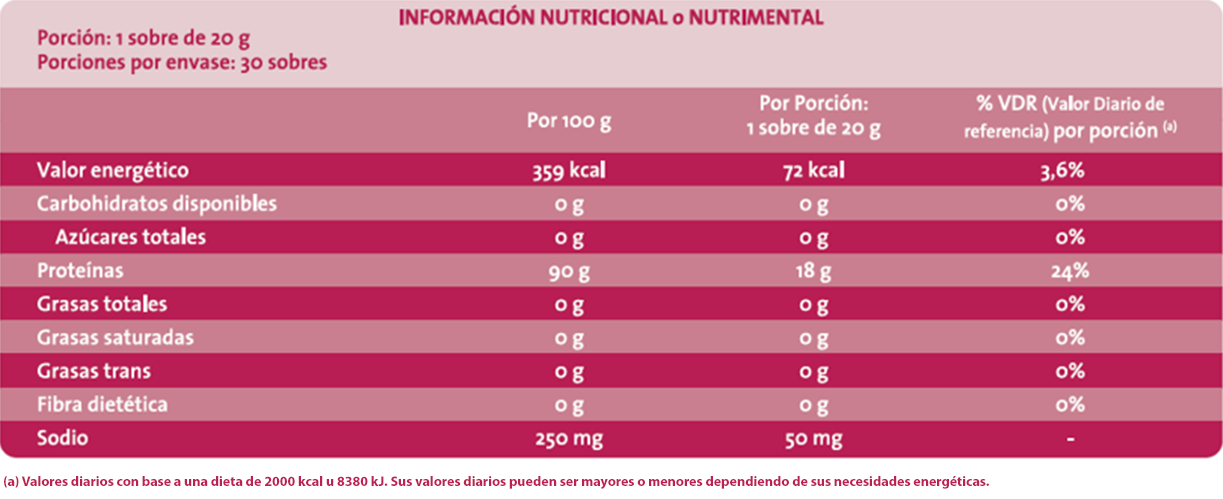 INFORMACIÓN NUTRICIONAL o NUTRIMENTAL
Porción: 1 sobre de 20 g
Porciones por envase: 30 sobres
Por 100 g
Por Porción:
1 sobre de 20 g
% VDR (Valor Diario de
referencia) por porción (a)
Valor energético 359 kcal 72 kcal 3,6%
Carbohidratos disponibles 0 g 0 g 0%
Azúcares totales 0 g 0 g 0%
Proteínas 90 g 18 g 24%
Grasas totales 0 g 0 g 0%
Grasas saturadas 0 g 0 g 0%
Grasas trans 0 g 0 g 0%
Fibra dietética 0 g 0 g 0%
Sodio 250 mg 50 mg -
(a) Valores diarios con base a una dieta de 2000 kcal u 8380 kJ. Sus valores diarios pueden ser mayores o menores dependiendo de sus necesidades energéticas.